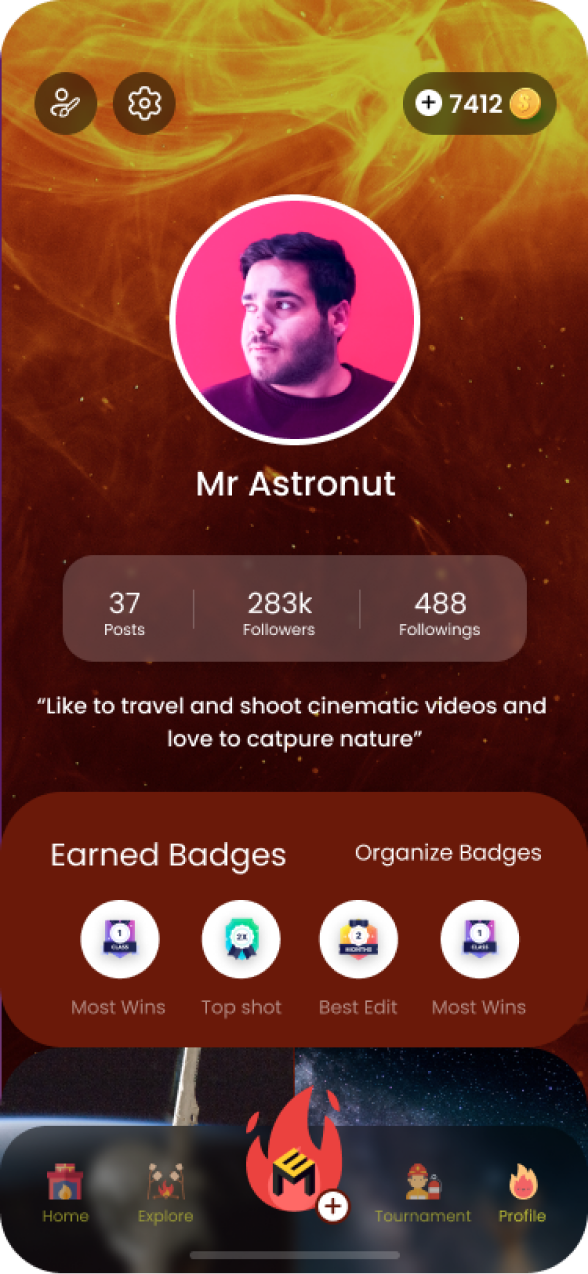 7412
Mr Astronut
37 283k 488
Posts Followers Followings
“Like to travel and shoot cinematic videos and
love to catpure nature”
Earned Badges Organize Badges
1 2X 2 1
CLASS MONTHS CLASS
Most Wins Top shot Best Edit Most Wins
Home Explore Tournament Profile